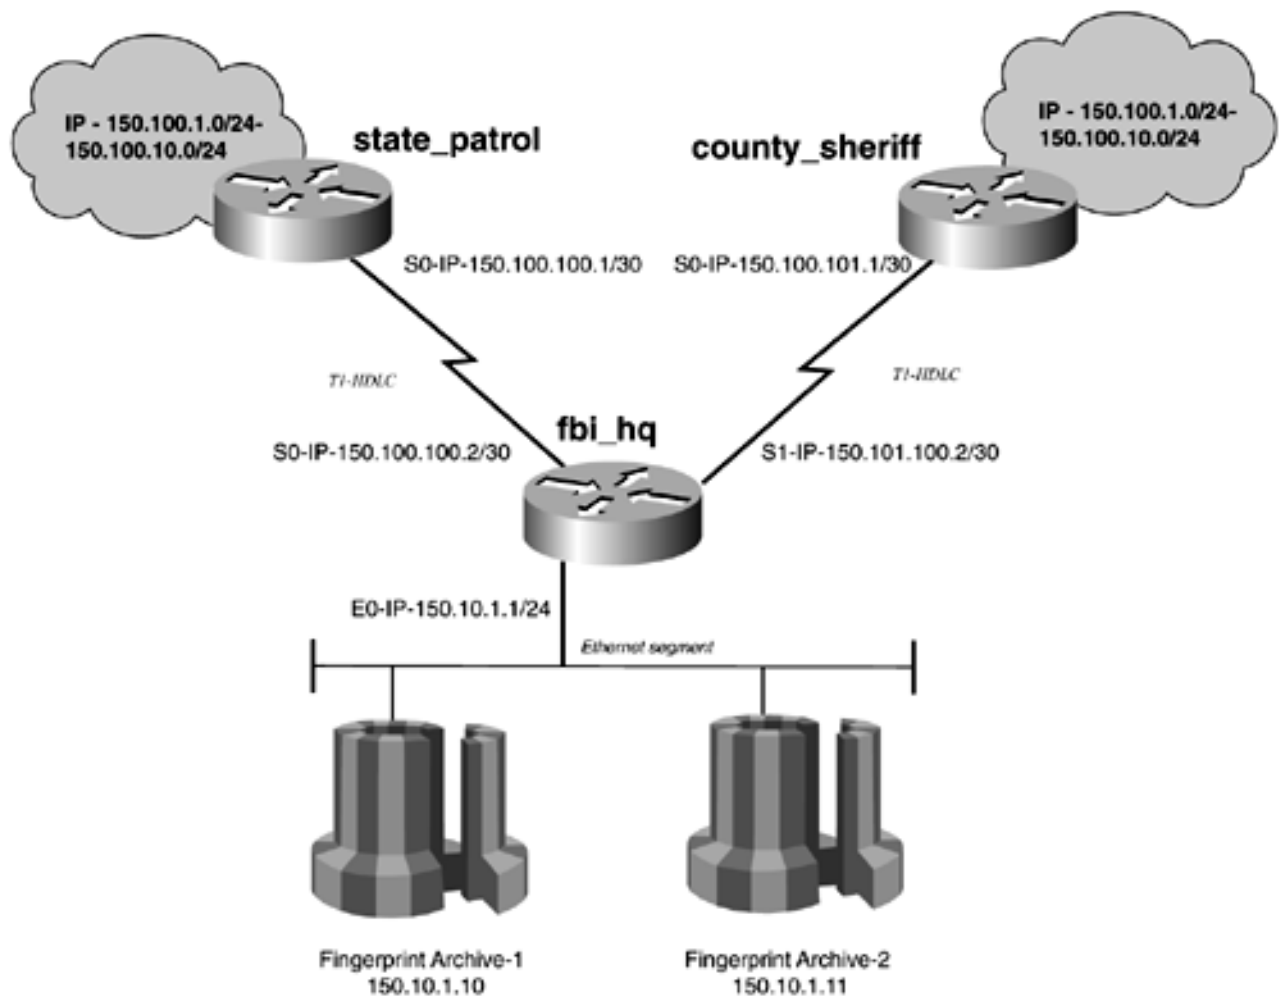 IP - 150.100.1.0/24-
150.100.10.0/24
state_patrol
county_sheriff
IP - 150.100.1.0/24-
150.100.10.0/24
S0-IP-150.100.100.1/30
S0-IP-150.100.101.1/30
T1-HDLC
T1-HDLC
fbi_hq
S0-IP-150.100.100.2/30
S1-IP-150.101.100.2/30
E0-IP-150.10.1.1/24
Ethernet segment
Fingerprint Archive-1
150.10.1.10
Fingerprint Archive-2
150.10.1.11